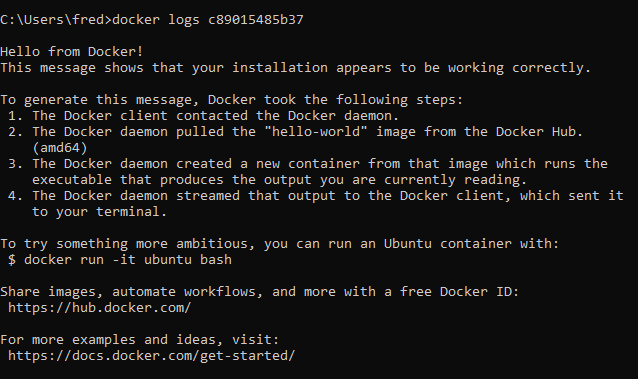 C:\Users\fred>docker logs c89015485b37
Hello from Docker!
This message shows that your installation appears to be working correctly.
To generate this message, Docker took the following steps:
1. The Docker client contacted the Docker daemon.
2. The Docker daemon pulled the "hello-world" image from the Docker Hub.
(amd64)
3. The Docker daemon created a new container from that image which runs the
executable that produces the output you are currently reading.
4. The Docker daemon streamed that output to the Docker client, which sent it
to your terminal.
To try something more ambitious, you can run an Ubuntu container with:
$ docker run -it ubuntu bash
Share images, automate workflows, and more with a free Docker ID:
https://hub.docker.com/
For more examples and ideas, visit:
https://docs.docker.com/get-started/